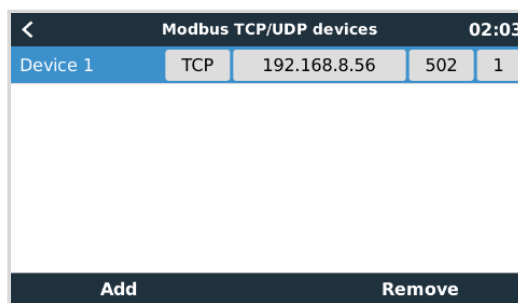 Modbus TCP/UDP devices 02:03
Device 1 TCP 192.168.8.56 502 1
Add Remove